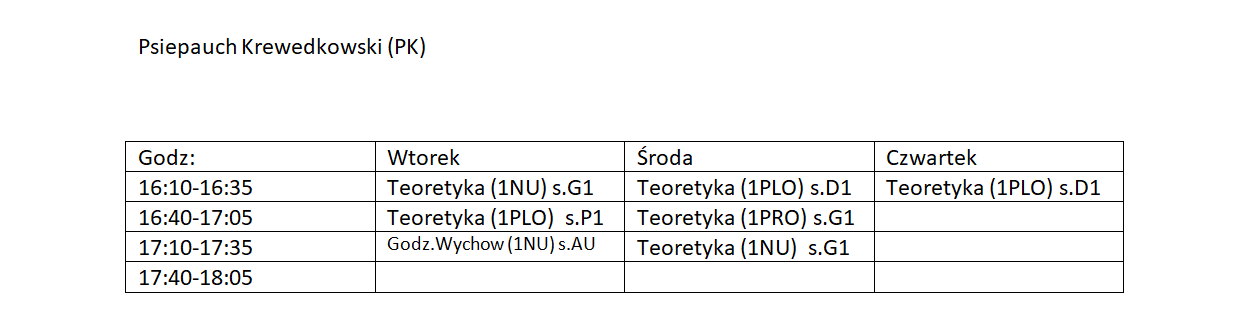 Psiepauch Krewedkowski (PK)
Godz: Wtorek Środa Czwartek
16:10-16:35 Teoretyka (1NU) s.G1 Teoretyka (1PLO) s.D1 Teoretyka (1PLO) s.D1
16:40-17:05 Teoretyka (1PLO) s.P1 Teoretyka (1PRO) s.G1
17:10-17:35 Godz.Wychow (1NU) s.AU Teoretyka (1NU) s.G1
17:40-18:05